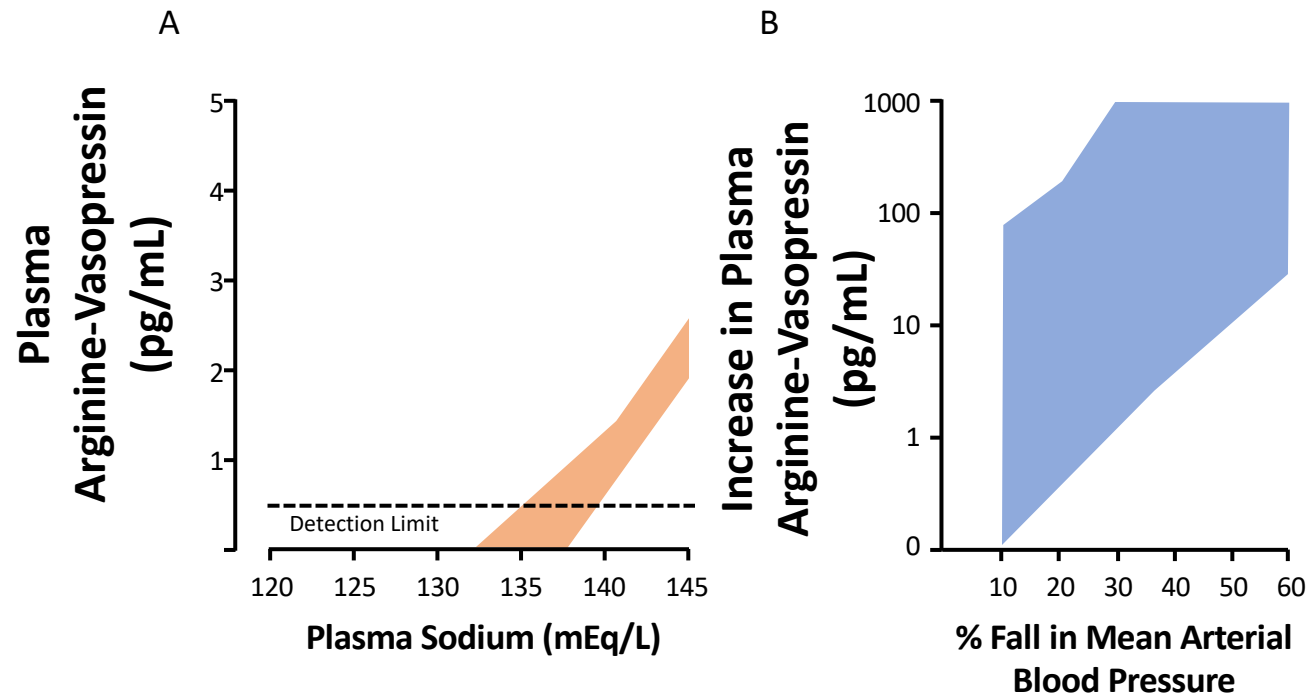 A
Plasma
Arginine-Vasopressin
(pg/mL)
5
4
3
2
1
Detection Limit
120 125 130 135 140 145
Plasma Sodium (mEq/L)
B
Increase in Plasma
Arginine-Vasopressin
(pg/mL)
1000
100
10
1
0
10 20 30 40 50 60
% Fall in Mean Arterial
Blood Pressure